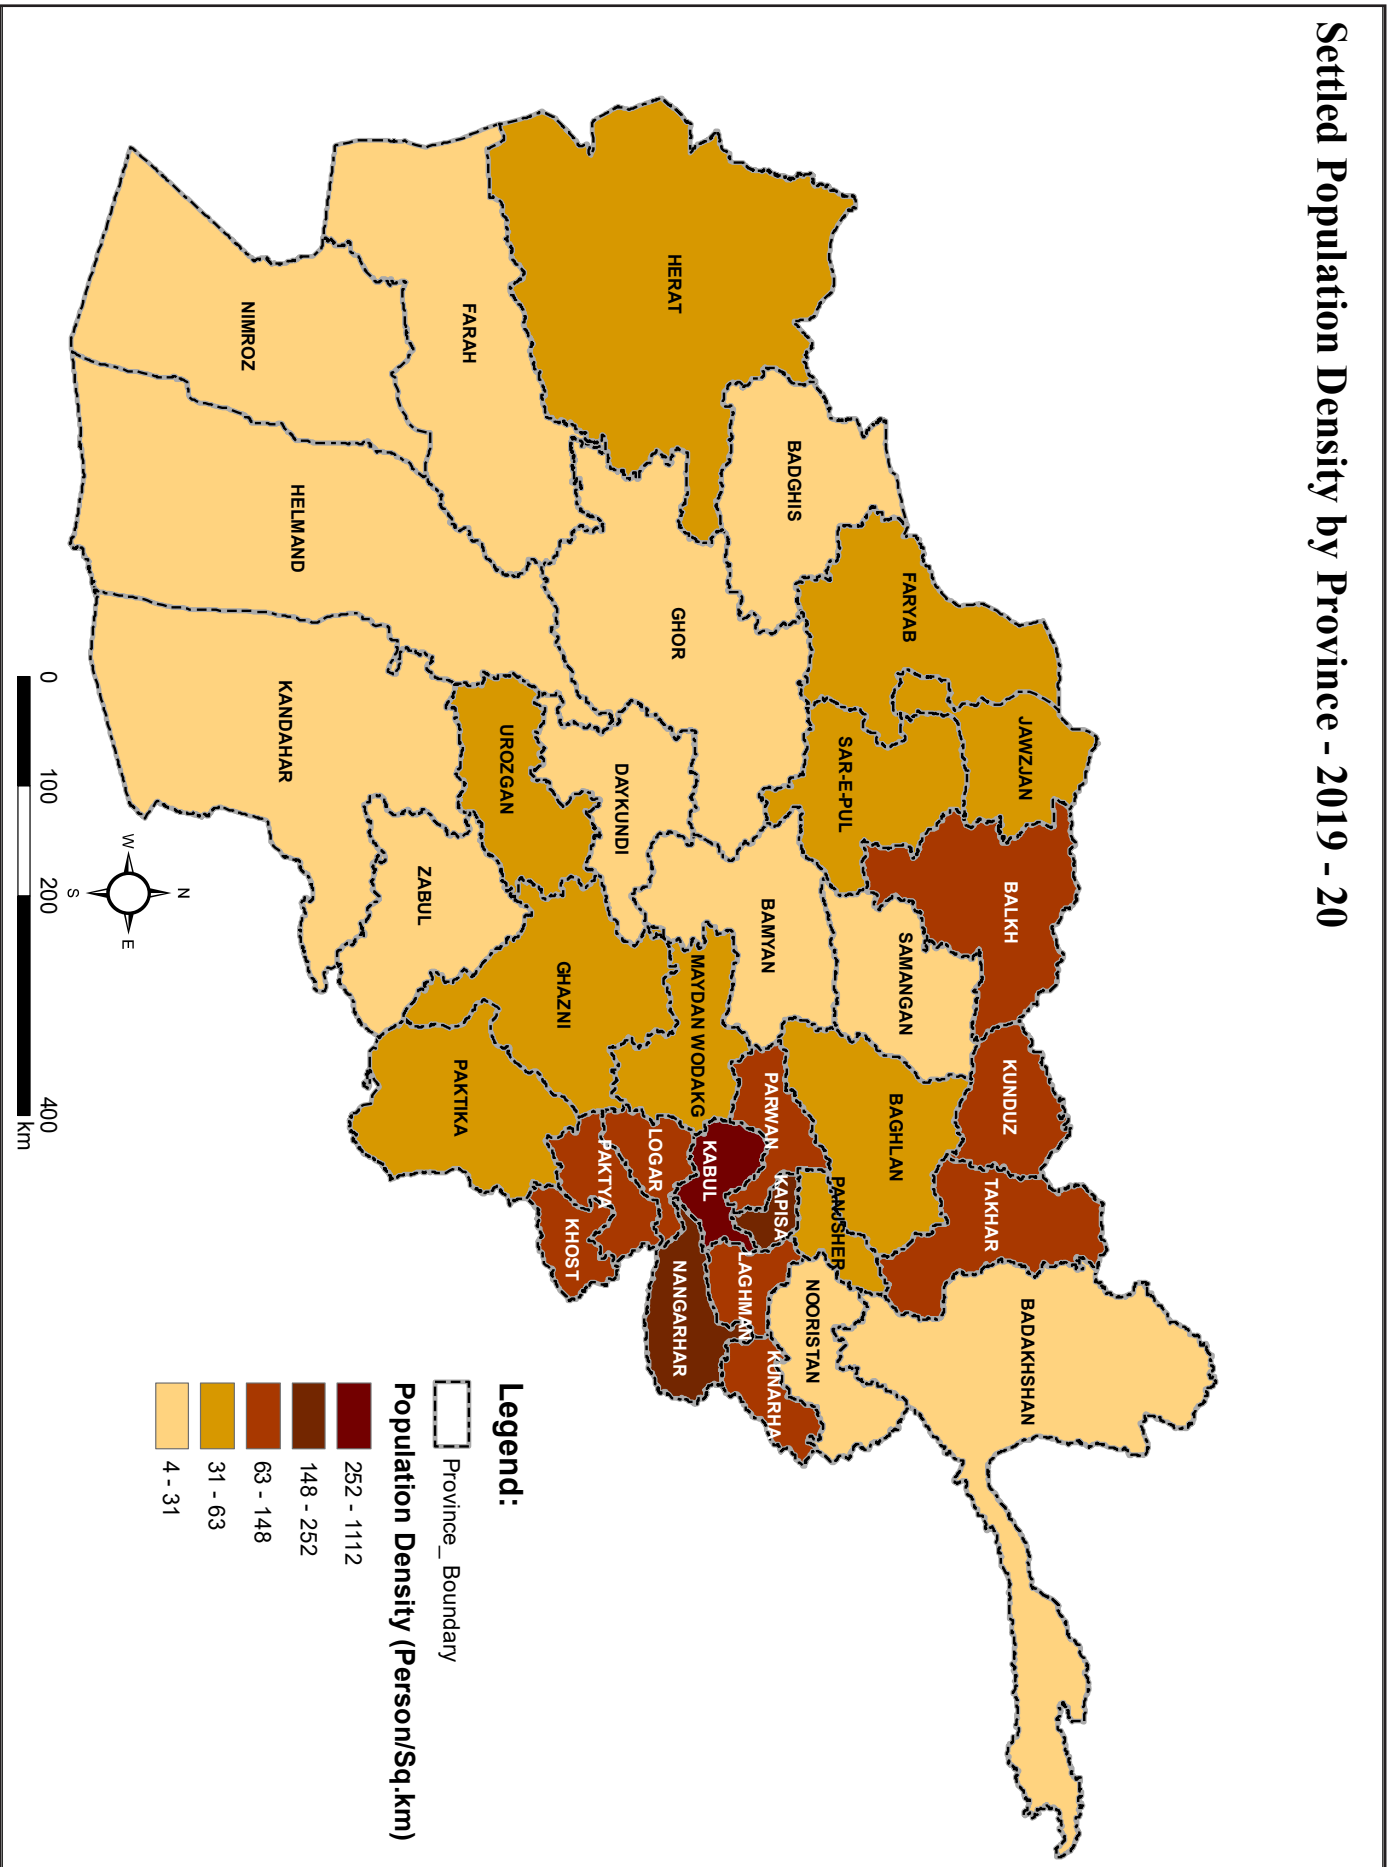 Settled Population Density by Province - 2019 - 20
JAWZJAN
BALKH
KUNDUZ
TAKHAR
BADAKHSHAN
FARYAB
SAR-E-PUL
SAMANGAN
BAGHLAN
BADGHIS
PANJSHER
HERAT
GHOR
BAMYAN
PARWAN
KAPISA
NOORISTAN
KUNARHA
LAGHMAN
MAYDAN WODAKG
KABUL
NANGARHAR
DAYKUNDI
LOGAR
PAKTYA
KHOST
UROZGAN
GHAZNI
FARAH
PAKTIKA
ZABUL
NIMROZ
HELMAND
KANDAHAR
Legend:
Province_ Boundary
Population Density (Person/Sq.km)
252 - 1112
148 - 252
63 - 148
31 - 63
4 - 31
N
W
E
S
0 100 200 400
km